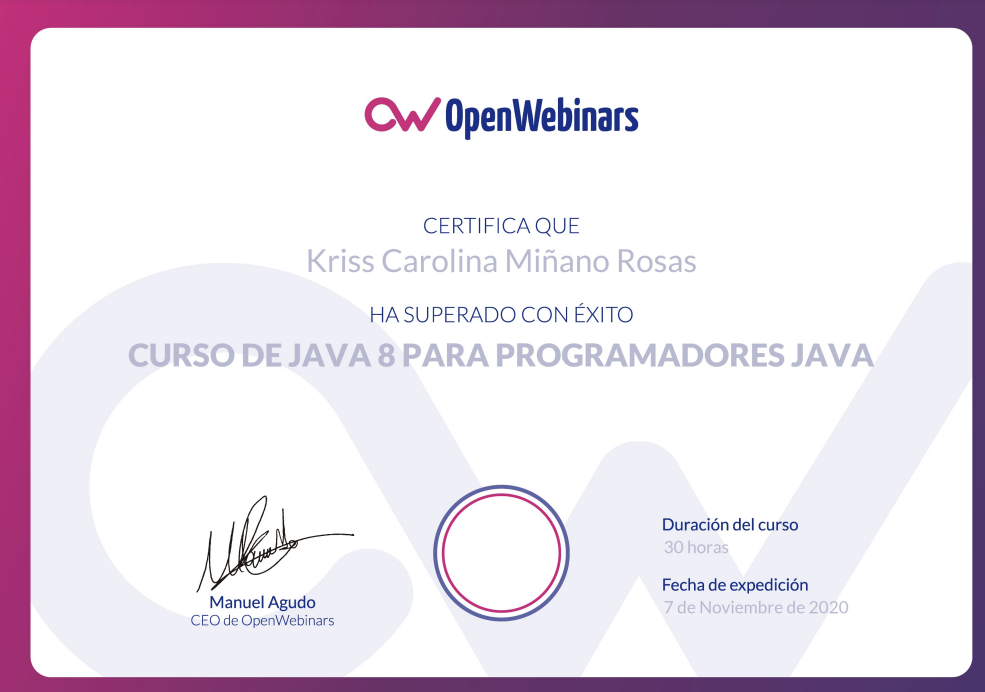 OpenWebinars
CERTIFICA QUE
Kriss Carolina Miñano Rosas
HA SUPERADO CON ÉXITO
CURSO DE JAVA 8 PARA PROGRAMADORES JAVA
Manuel Agudo
CEO de OpenWebinars
Duración del curso
30 horas
Fecha de expedición
7 de Noviembre de 2020